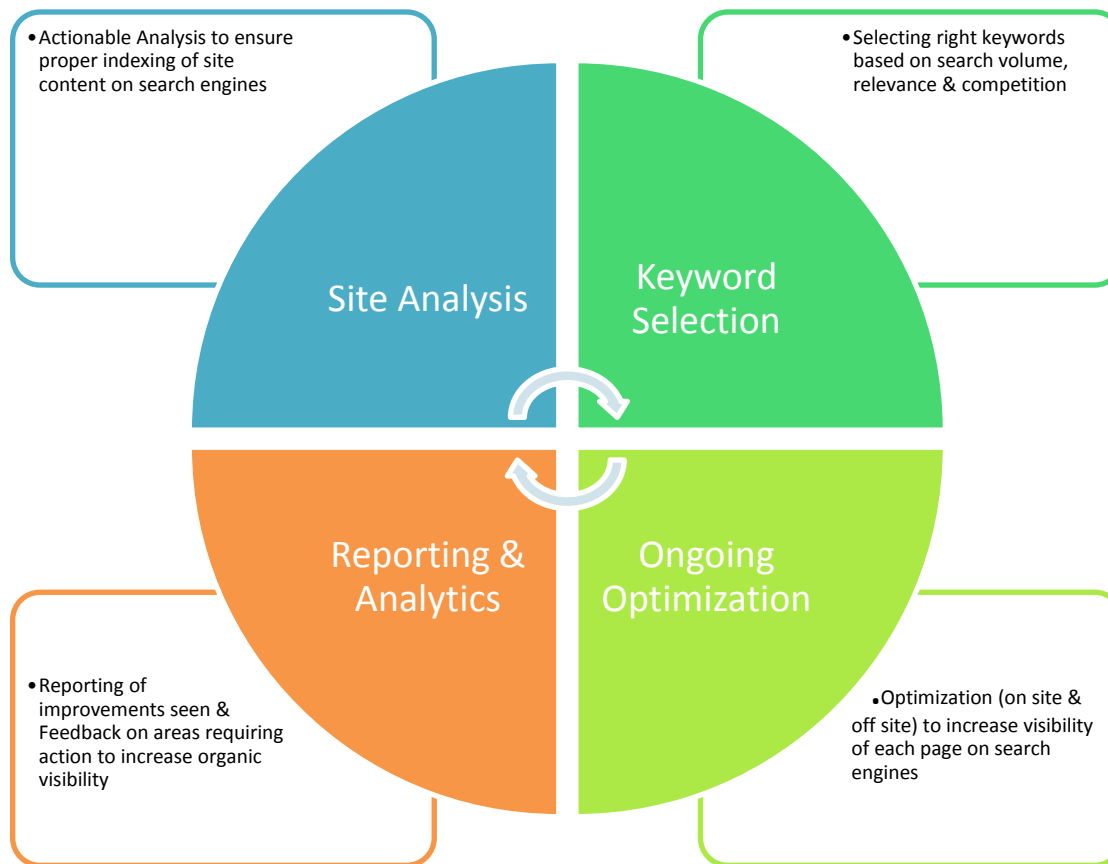 •Actionable Analysis to ensure
proper indexing of site
content on search engines
•Selecting right keywords
based on search volume,
relevance & competition
Site Analysis
Keyword
Selection
Reporting &
Analytics
Ongoing
Optimization
•Reporting of
improvements seen &
Feedback on areas requiring
action to increase organic
visibility
•Optimization (on site &
off site) to increase visibility
of each page on search
engines